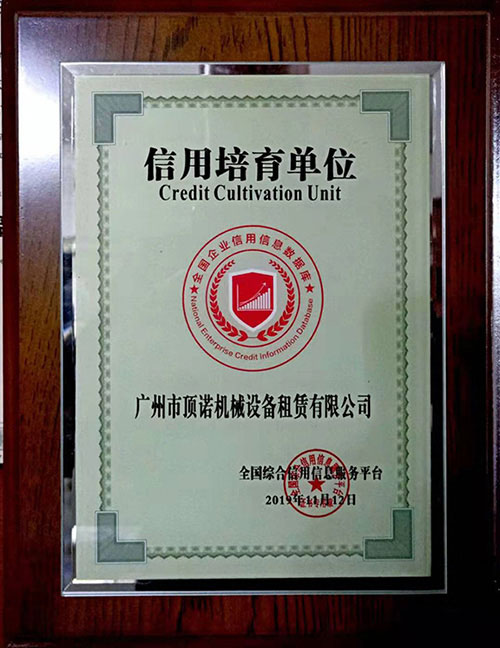 信用培育单位
Credit Cultivation Unit
全国企业信用信息数据库
National Enterprise Credit Information Database
广州市顶诺机械设备租赁有限公司
全国综合信用信息服务平台
2019年11月12日